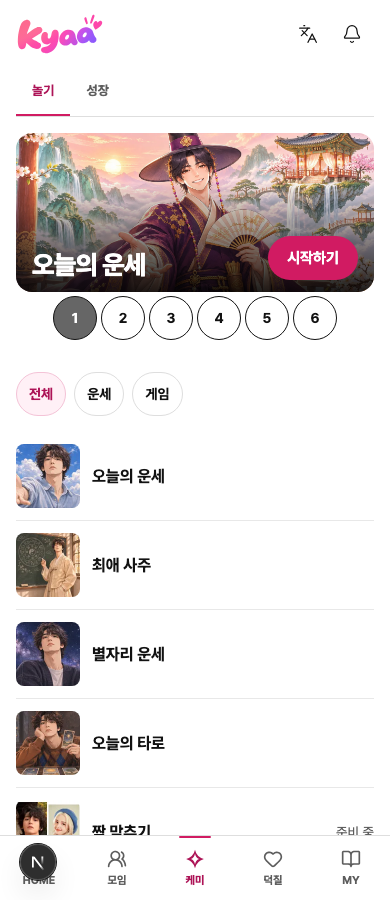 kyaa
놀기 성장
오늘의 운세
시작하기
1 2 3 4 5 6
전체 운세 게임
오늘의 운세
최애 사주
별자리 운세
오늘의 타로
짝 맞추기 준비 중
N
HOME 모임 케미 덕질 MY